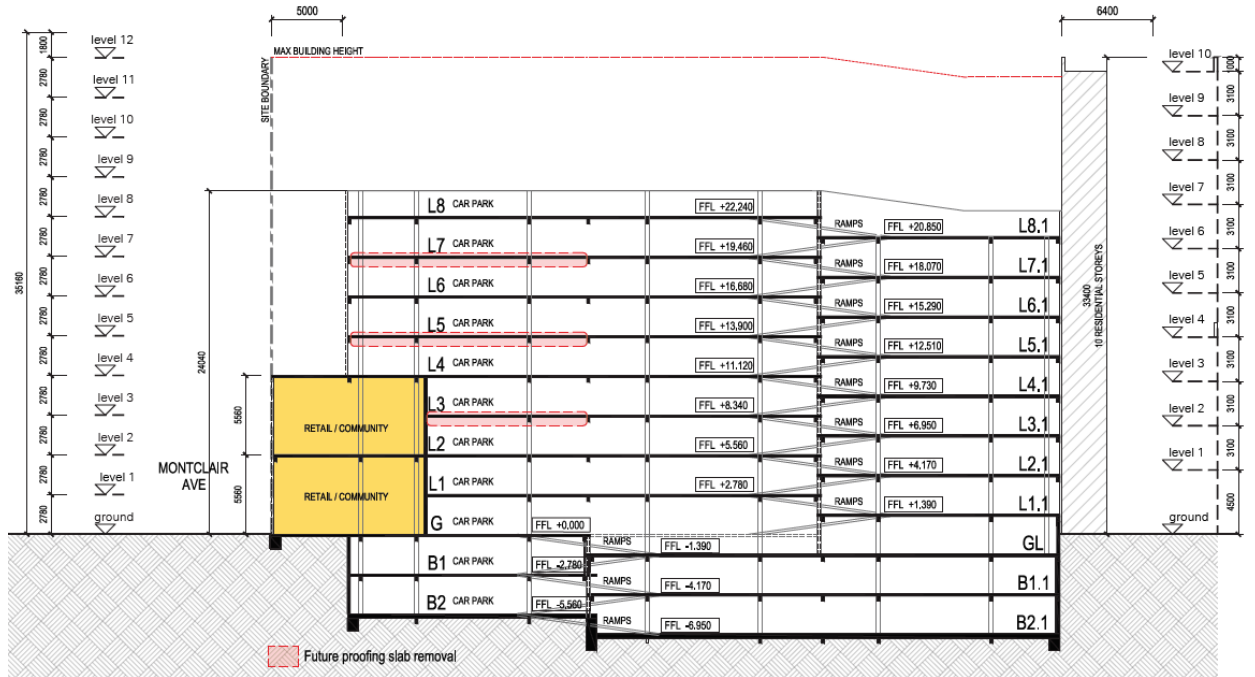 5000
6400
level 12
1800
MAX BUILDING HEIGHT
level 10
1000
2780
SITE BOUNDARY
level 11
3100
2780
level 9
level 10
3100
2780
level 8
level 9
3100
2780
level 7
level 8
L8 CAR PARK
FFL +22,240
3100
2780
RAMPS
FFL +20.850
L8.1
level 6
level 7
L7 CAR PARK
FFL +19,460
3100
2780
RAMPS
FFL +18.070
L7.1
level 5
level 6
L6 CAR PARK
FFL +16,680
3100
35160
2780
33400
10 RESIDENTIAL STOREYS
RAMPS
FFL +15.290
L6.1
level 4
level 5
L5 CAR PARK
FFL +13,900
3100
2780
24040
RAMPS
FFL +12,510
L5.1
level 3
level 4
L4 CAR PARK
FFL +11.120
3100
2780
RAMPS
FFL +9.730
L4.1
level 2
level 3
L3 CAR PARK
FFL +8.340
3100
2780
5560
RETAIL / COMMUNITY
RAMPS
FFL +6,950
L3.1
level 1
level 2
L2 CAR PARK
FFL +5.560
3100
2780
MONTCLAIR
AVE
RAMPS
FFL +4,170
L2.1
level 1
L1 CAR PARK
FFL +2.780
4500
2780
5560
RETAIL / COMMUNITY
RAMPS
FFL +1,390
L1.1
ground
ground
G CAR PARK
FFL +0,000
RAMPS
FFL -1.390
GL
B1 CAR PARK
FFL -2.780
RAMPS
FFL -4.170
B1.1
B2 CAR PARK
FFL -5,560
RAMPS
FFL -6,950
B2.1
Future proofing slab removal